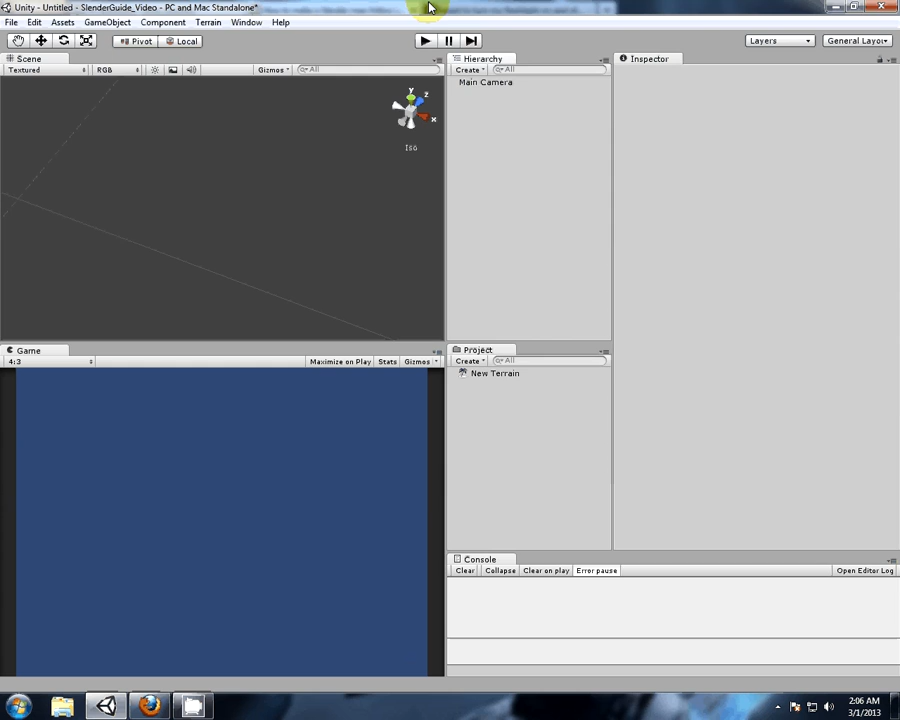 Unity - Untitled - SlenderGuide_Video - PC and Mac Standalone*
File Edit Assets GameObject Component Terrain Window Help
Pivot Local Layers General Layou
Scene
Textured RGB Gizmos All
y z x
Iso
Hierarchy
Create All
Main Camera
Inspector
Game
4:3 Maximize on Play Stats Gizmos
Project
Create All
New Terrain
Console
Clear Collapse Clear on play Error pause Open Editor Log
2:06 AM
3/1/2013